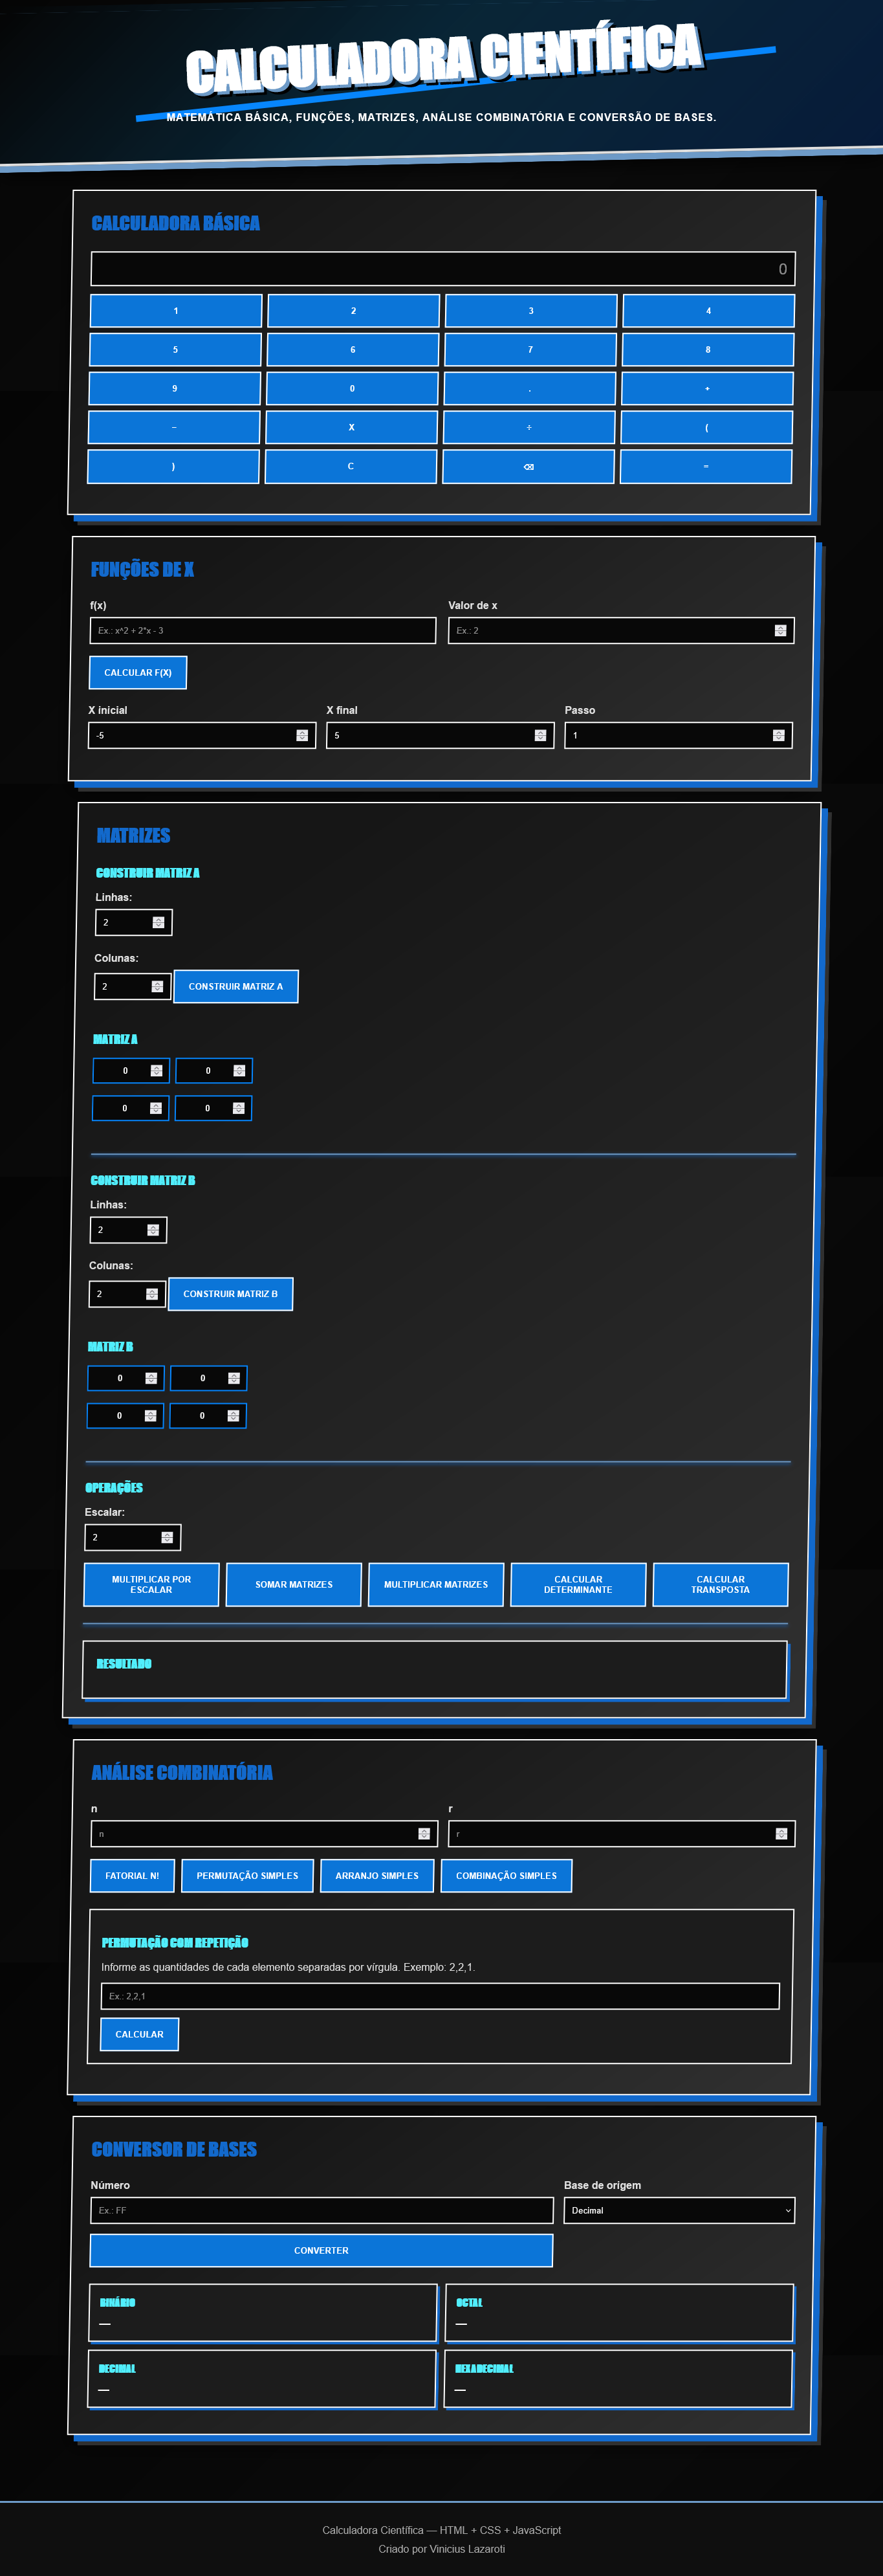 CALCULADORA CIENTÍFICA
MATEMÁTICA BÁSICA, FUNÇÕES, MATRIZES, ANÁLISE COMBINATÓRIA E CONVERSÃO DE BASES.
CALCULADORA BÁSICA
0
1 2 3 4
5 6 7 8
9 0 . +
− X ÷ (
) C ⌫ =
FUNÇÕES DE X
f(x) Valor de x
Ex.: x^2 + 2*x - 3 Ex.: 2
CALCULAR F(X)
X inicial X final Passo
-5 5 1
MATRIZES
CONSTRUIR MATRIZ A
Linhas:
2
Colunas:
2 CONSTRUIR MATRIZ A
MATRIZ A
0 0
0 0
CONSTRUIR MATRIZ B
Linhas:
2
Colunas:
2 CONSTRUIR MATRIZ B
MATRIZ B
0 0
0 0
OPERAÇÕES
Escalar:
2
MULTIPLICAR POR ESCALAR SOMAR MATRIZES MULTIPLICAR MATRIZES CALCULAR DETERMINANTE CALCULAR TRANSPOSTA
RESULTADO
ANÁLISE COMBINATÓRIA
n r
n r
FATORIAL N! PERMUTAÇÃO SIMPLES ARRANJO SIMPLES COMBINAÇÃO SIMPLES
PERMUTAÇÃO COM REPETIÇÃO
Informe as quantidades de cada elemento separadas por vírgula. Exemplo: 2,2,1.
Ex.: 2,2,1
CALCULAR
CONVERSOR DE BASES
Número Base de origem
Ex.: FF Decimal
CONVERTER
BINÁRIO OCTAL
— —
DECIMAL HEXADECIMAL
— —
Calculadora Científica — HTML + CSS + JavaScript
Criado por Vinicius Lazaroti